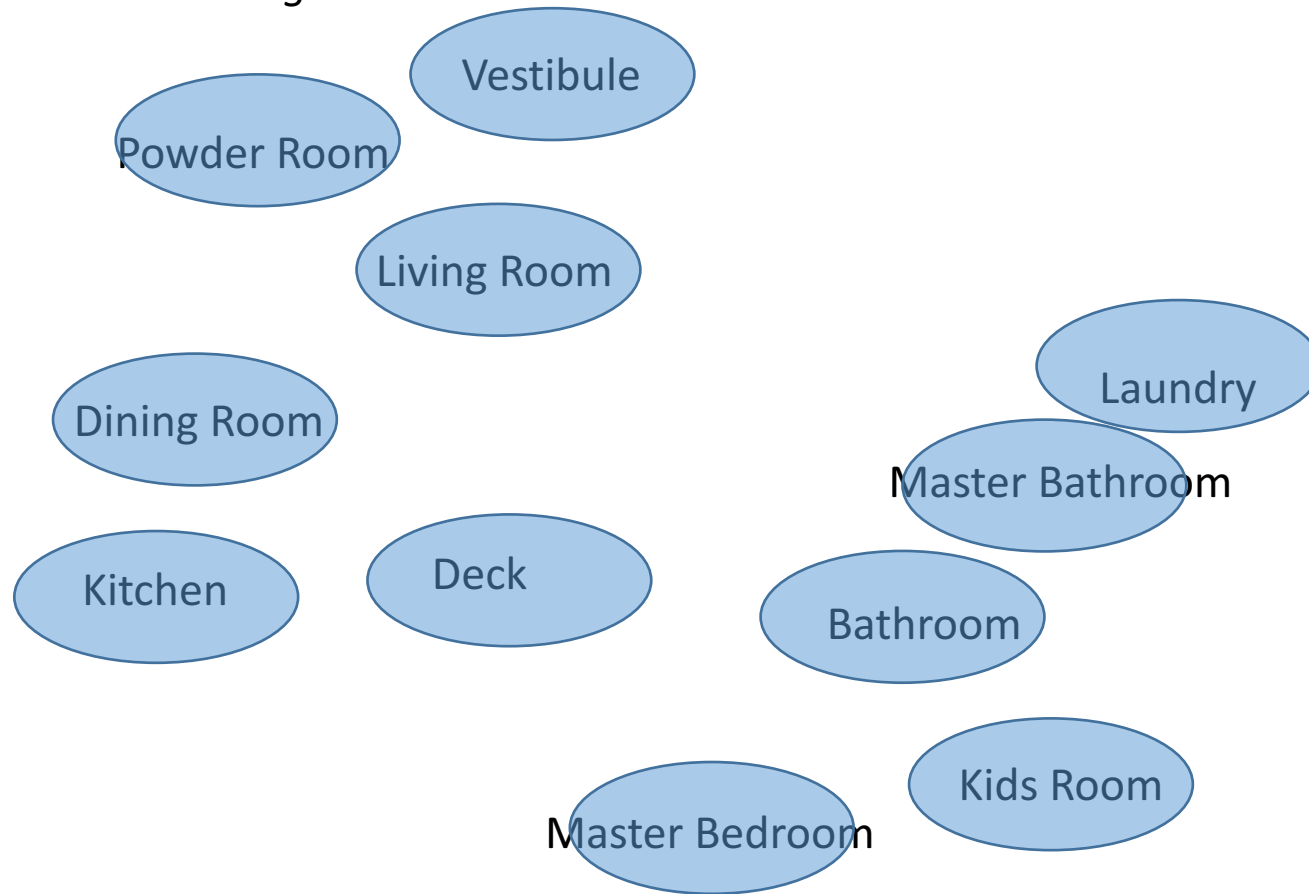 Vestibule
Powder Room
Living Room
Laundry
Dining Room
Master Bathroom
Deck
Kitchen
Bathroom
Kids Room
Master Bedroom